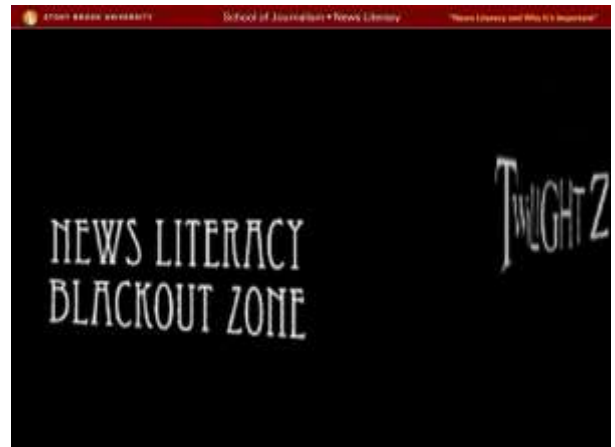 STONY BROOK UNIVERSITY
School of Journalism • News Literacy
"News Literacy and Why It's Important"
NEWS LITERACY
BLACKOUT ZONE
TWILIGHT Z